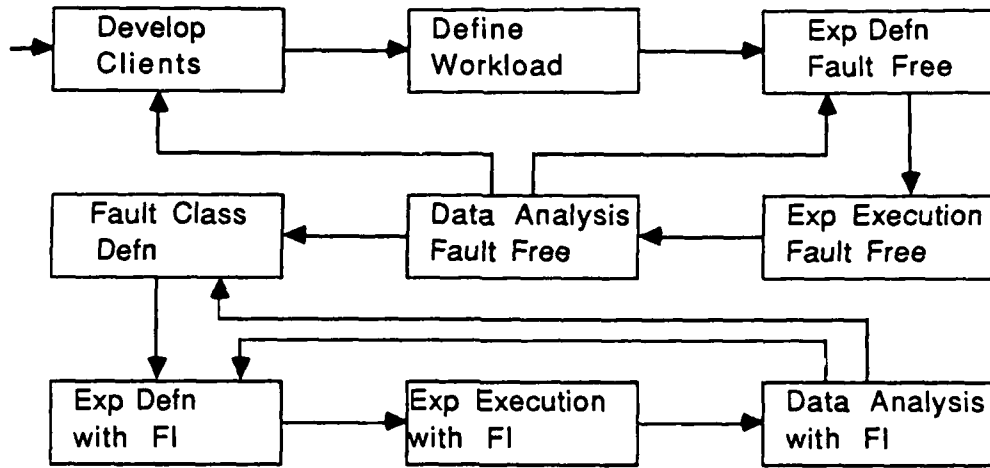 Develop
Clients
Define
Workload
Exp Defn
Fault Free
Fault Class
Defn
Data Analysis
Fault Free
Exp Execution
Fault Free
Exp Defn
with FI
Exp Execution
with FI
Data Analysis
with FI